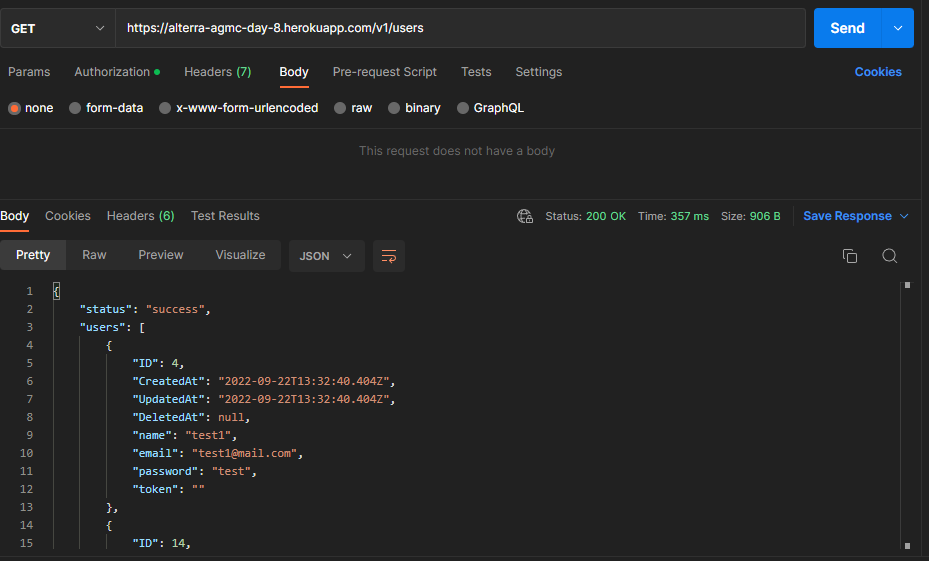 GET https://alterra-agmc-day-8.herokuapp.com/v1/users Send
Params Authorization Headers (7) Body Pre-request Script Tests Settings Cookies
none form-data x-www-form-urlencoded raw binary GraphQL
This request does not have a body
Body Cookies Headers (6) Test Results Status: 200 OK Time: 357 ms Size: 906 B Save Response
Pretty Raw Preview Visualize JSON
1 {
2 "status": "success",
3 "users": [
4 {
5 "ID": 4,
6 "CreatedAt": "2022-09-22T13:32:40.404Z",
7 "UpdatedAt": "2022-09-22T13:32:40.404Z",
8 "DeletedAt": null,
9 "name": "test1",
10 "email": "test1@mail.com",
11 "password": "test",
12 "token": ""
13 },
14 {
15 "ID": 14,